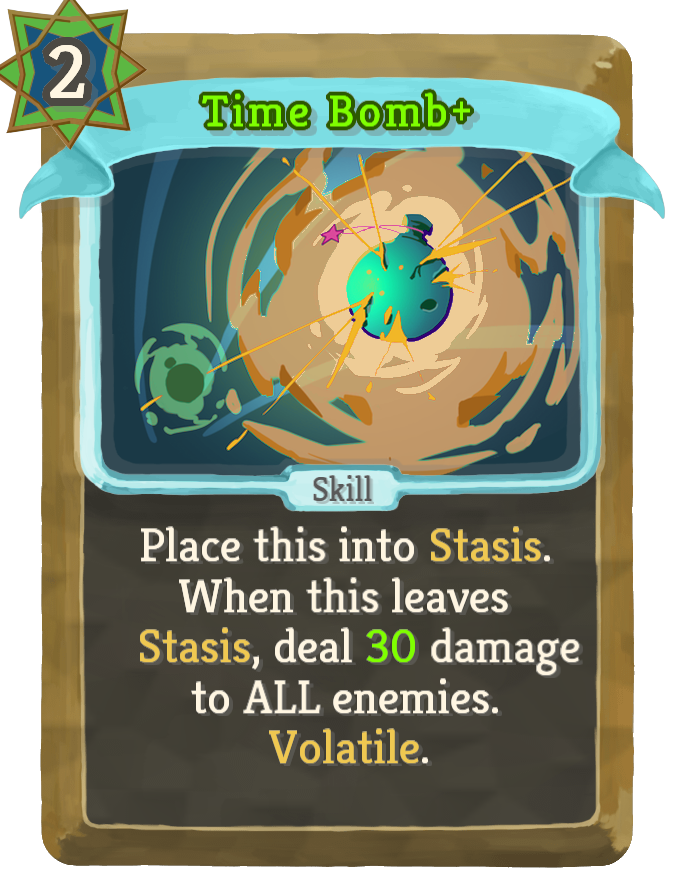 2
Time Bomb+
Skill
Place this into Stasis.
When this leaves
Stasis, deal 30 damage
to ALL enemies.
Volatile.